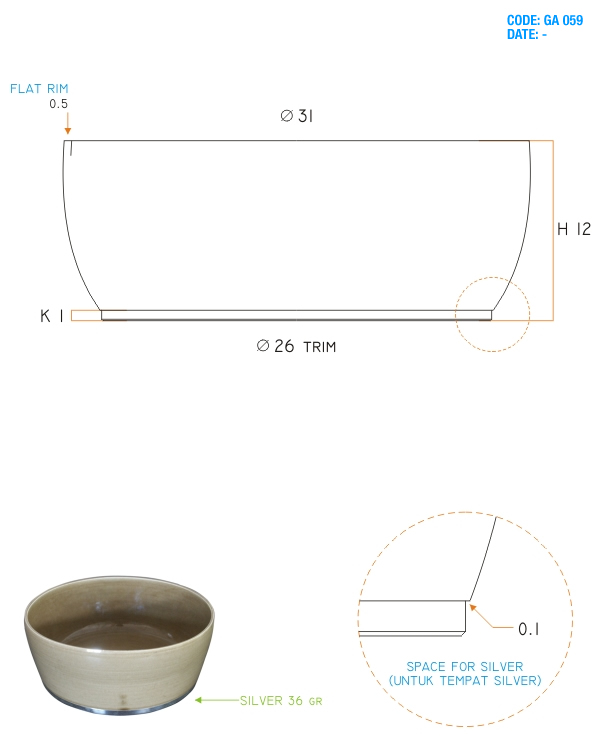 CODE: GA 059
DATE: -
FLAT RIM
0.5
Ø 31
H 12
K 1
Ø 26 TRIM
0.1
SPACE FOR SILVER
(UNTUK TEMPAT SILVER)
SILVER 36 GR